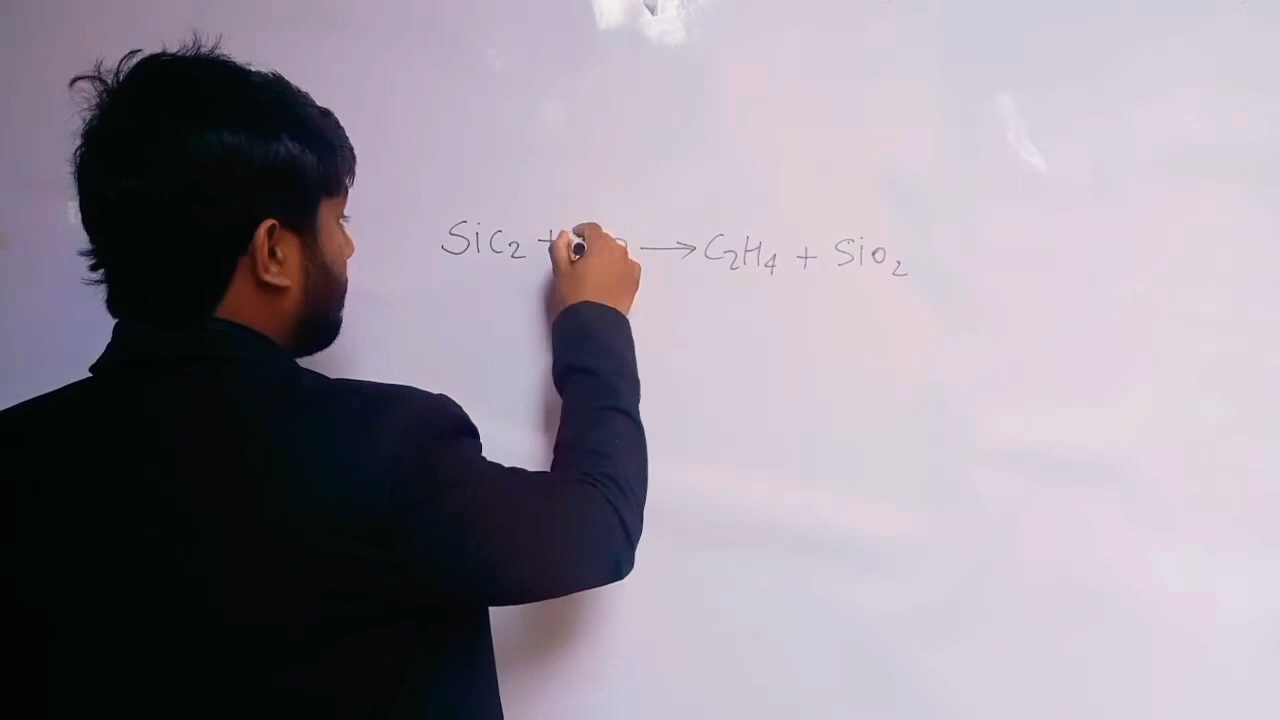 SiC₂ + → C₂H₄ + SiO₂